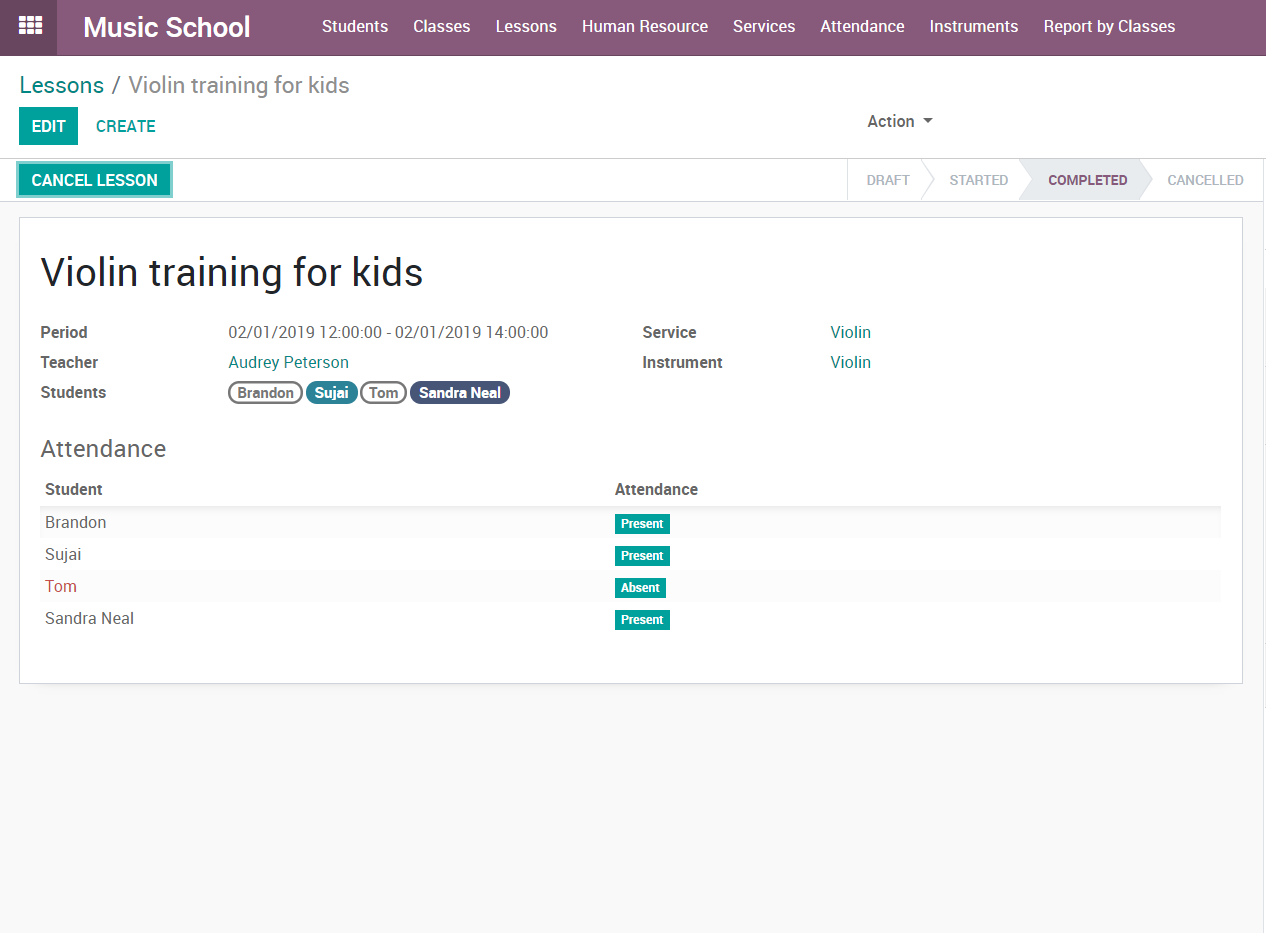 Music School Students Classes Lessons Human Resource Services Attendance Instruments Report by Classes
Lessons / Violin training for kids
EDIT CREATE Action
CANCEL LESSON DRAFT STARTED COMPLETED CANCELLED
Violin training for kids
Period 02/01/2019 12:00:00 - 02/01/2019 14:00:00 Service Violin
Teacher Audrey Peterson Instrument Violin
Students Brandon Sujai Tom Sandra Neal
Attendance
Student Attendance
Brandon Present
Sujai Present
Tom Absent
Sandra Neal Present